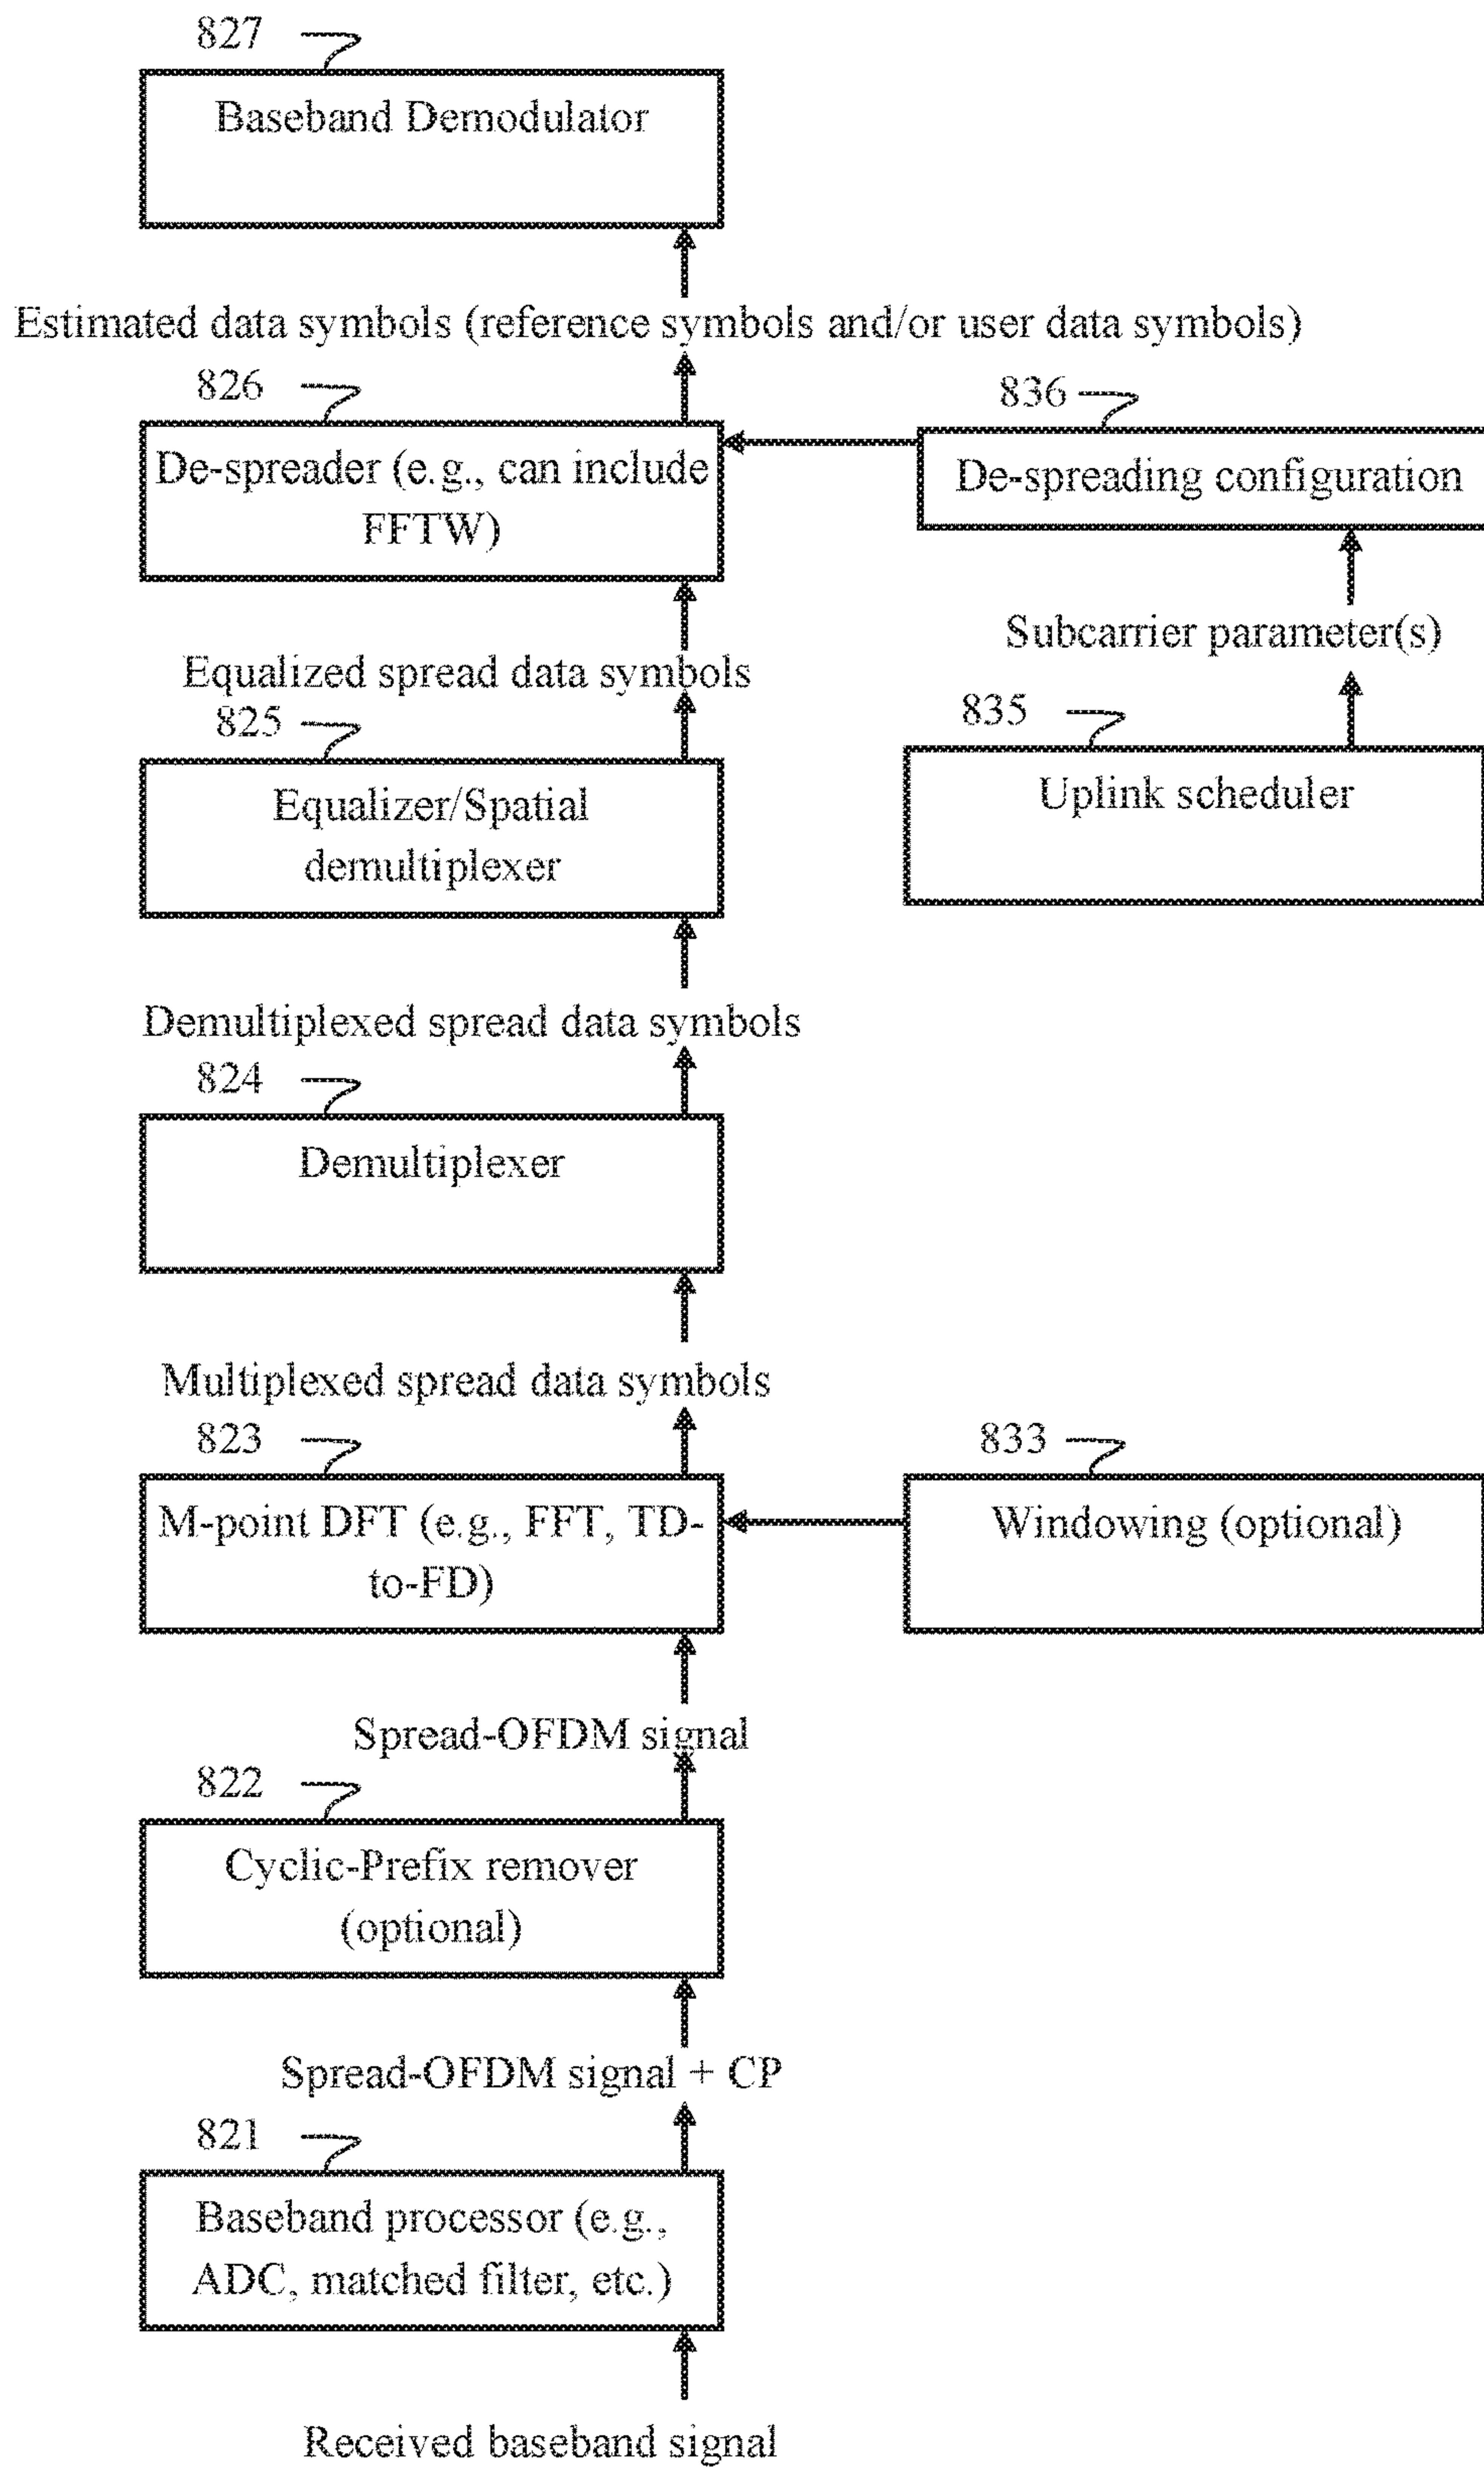 827
Baseband Demodulator
Estimated data symbols (reference symbols and/or user data symbols)
826
De-spreader (e.g., can include
FFTW)
836
De-spreading configuration
Subcarrier parameter(s)
Equalized spread data symbols
825
Equalizer/Spatial
demultiplexer
835
Uplink scheduler
Demultiplexed spread data symbols
824
Demultiplexer
Multiplexed spread data symbols
823
M-point DFT (e.g., FFT, TD-
to-FD)
833
Windowing (optional)
Spread-OFDM signal
822
Cyclic-Prefix remover
(optional)
Spread-OFDM signal + CP
821
Baseband processor (e.g.,
ADC, matched filter, etc.)
Received baseband signal